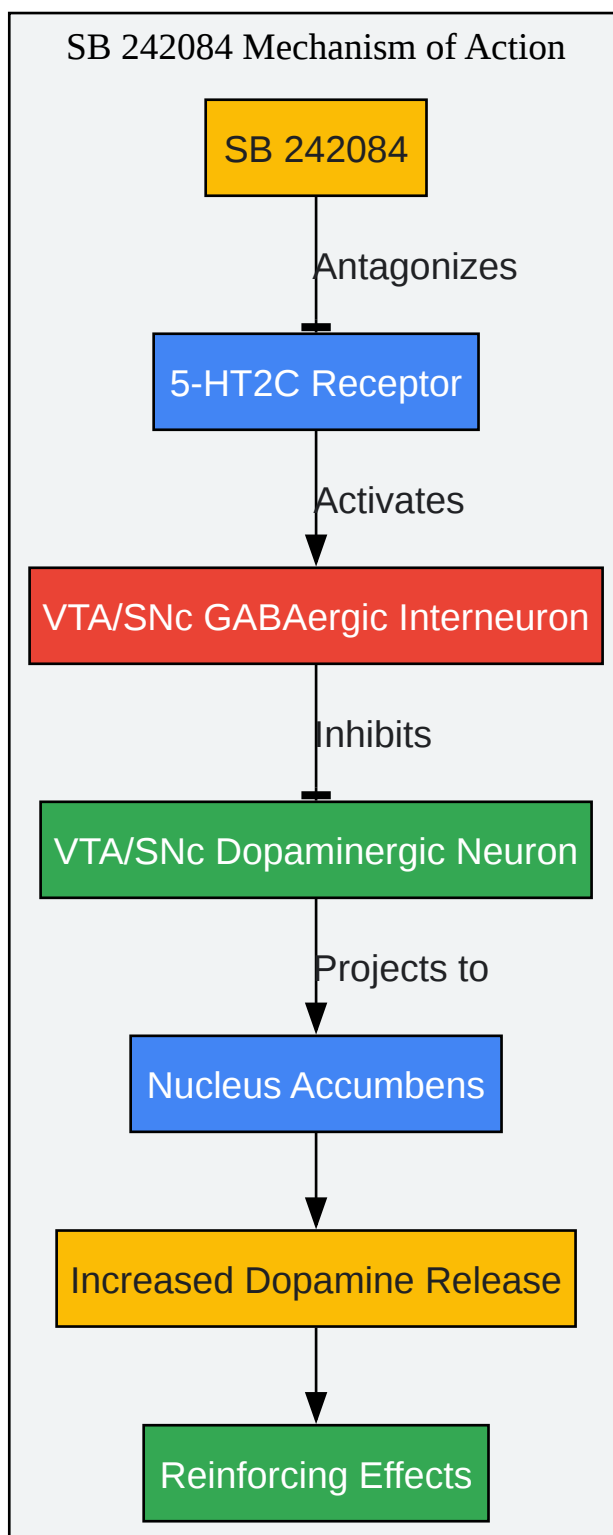 SB 242084 Mechanism of Action
SB 242084
Antagonizes
5-HT2C Receptor
Activates
VTA/SNc GABAergic Interneuron
Inhibits
VTA/SNc Dopaminergic Neuron
Projects to
Nucleus Accumbens
Increased Dopamine Release
Reinforcing Effects